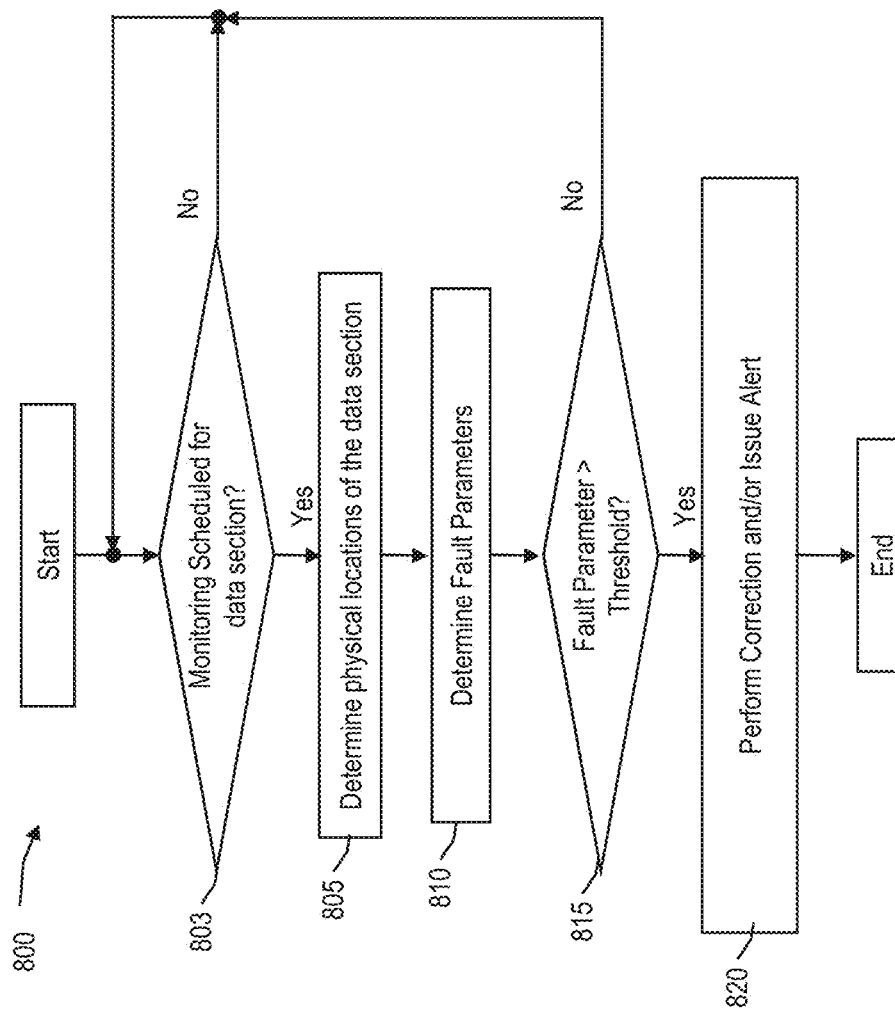 800
Start
803
Monitoring Scheduled for
data section?
No
Yes
805
Determine physical locations of the data section
810
Determine Fault Parameters
815
Fault Parameter >
Threshold?
No
Yes
820
Perform Correction and/or Issue Alert
End